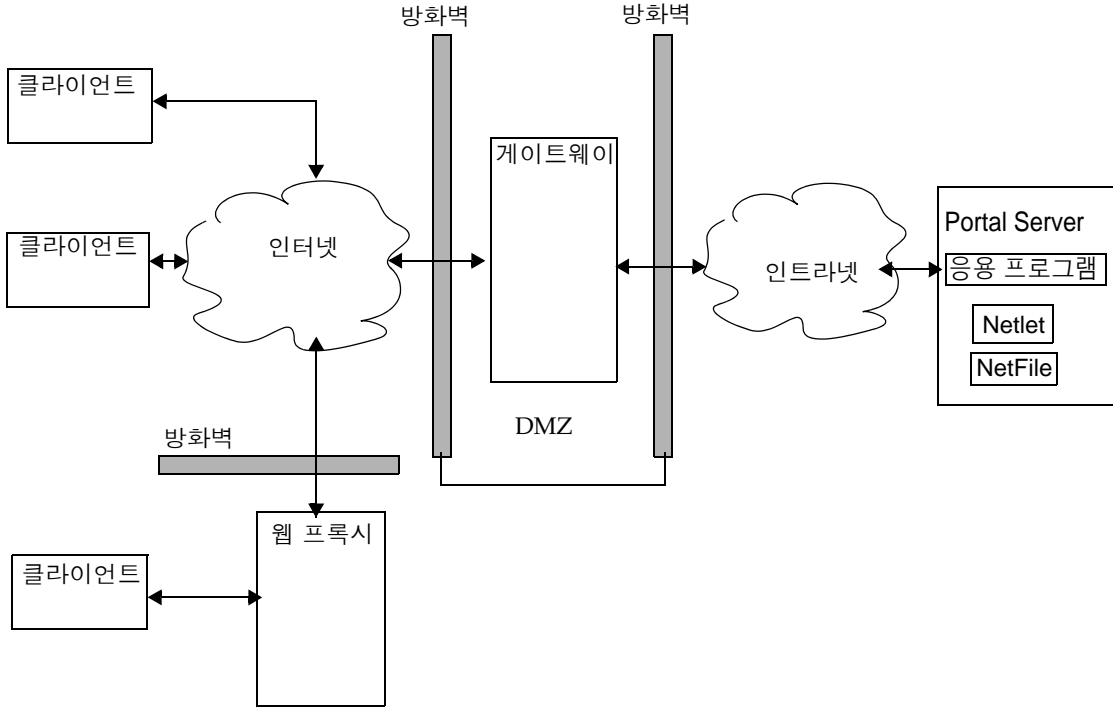 방화벽
방화벽
클라이언트
게이트웨이
클라이언트
인터넷
인트라넷
Portal Server
응용 프로그램
Netlet
NetFile
DMZ
방화벽
웹 프록시
클라이언트